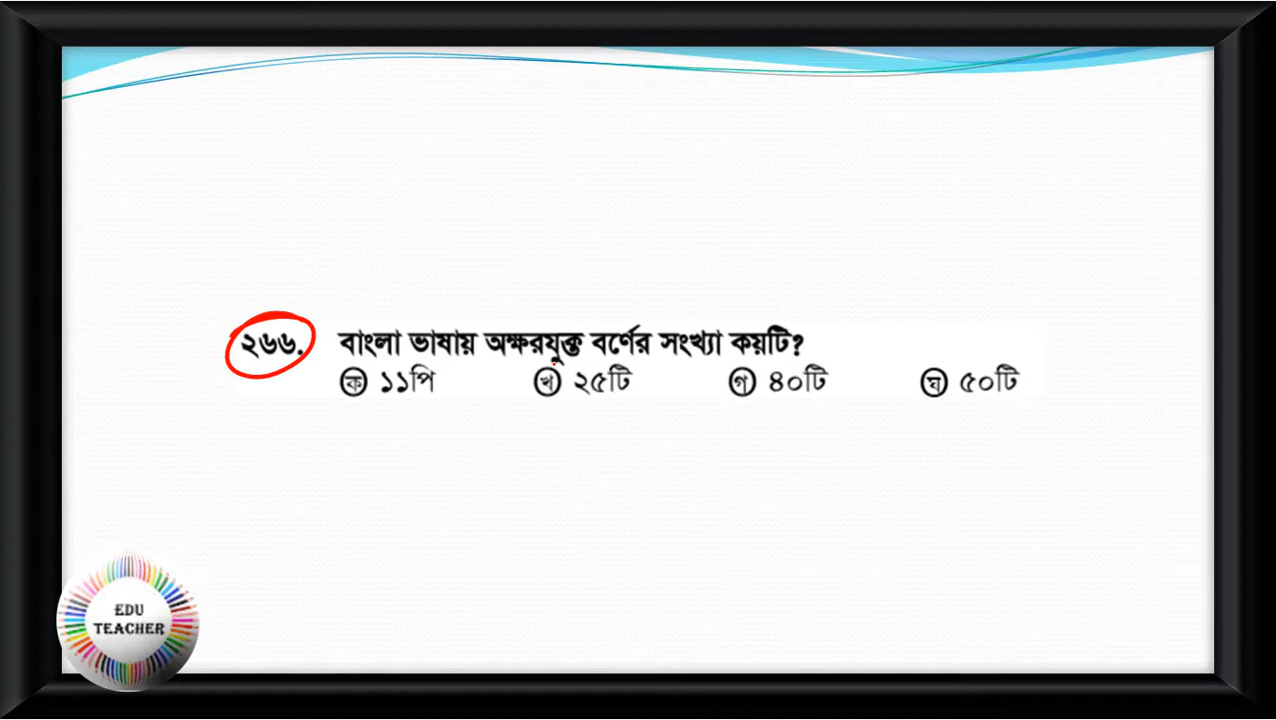 ২৬৬. বাংলা ভাষায় অক্ষরযুক্ত বর্ণের সংখ্যা কয়টি?
ক ১১পি খ ২৫টি গ ৪০টি ঘ ৫০টি
EDU
TEACHER